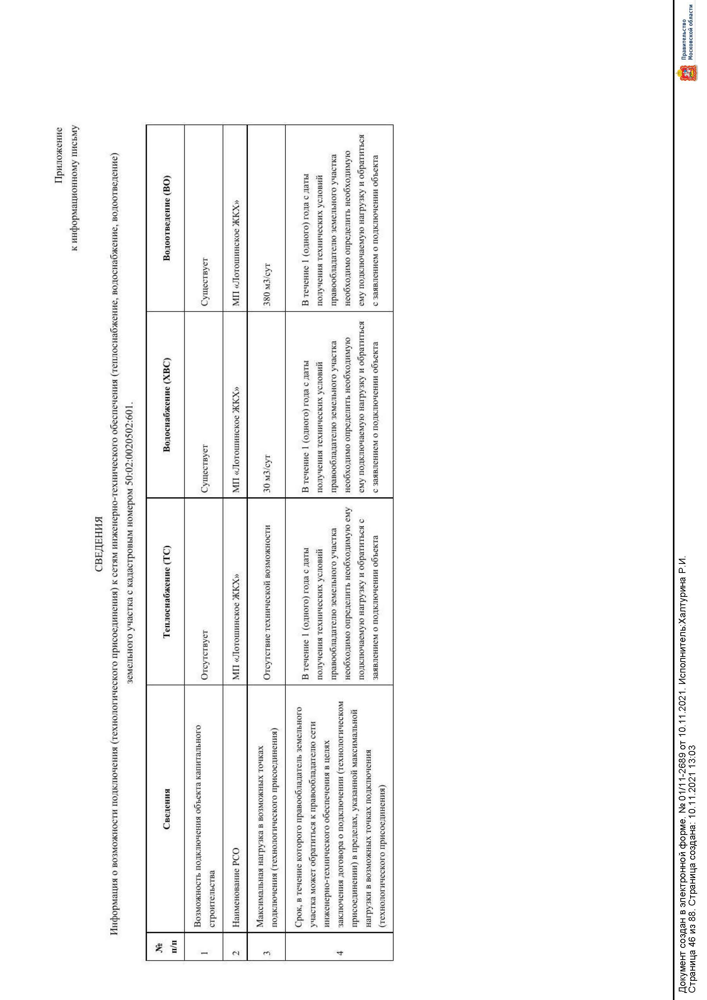 Приложение
к информационному письму
СВЕДЕНИЯ
Информация о возможности подключения (технологического присоединения) к сетям инженерно-технического обеспечения (теплоснабжение, водоснабжение, водоотведение)
земельного участка с кадастровым номером 50:02:0020502:601.
№
п/п
Сведения
Теплоснабжение (ТС)
Водоснабжение (ХВС)
Водоотведение (ВО)
1
Возможность подключения объекта капитального
строительства
Отсутствует
Существует
Существует
2
Наименование РСО
МП «Лотошинское ЖКХ»
МП «Лотошинское ЖКХ»
МП «Лотошинское ЖКХ»
3
Максимальная нагрузка в возможных точках
подключения (технологического присоединения)
Отсутствие технической возможности
30 м3/сут
380 м3/сут
4
Срок, в течение которого правообладатель земельного
участка может обратиться к правообладателю сети
инженерно-технического обеспечения в целях
заключения договора о подключении (технологическом
присоединении) в пределах, указанной максимальной
нагрузки в возможных точках подключения
(технологического присоединения)
В течение 1 (одного) года с даты
получения технических условий
правообладателю земельного участка
необходимо определить необходимую ему
подключаемую нагрузку и обратиться с
заявлением о подключении объекта
В течение 1 (одного) года с даты
получения технических условий
правообладателю земельного участка
необходимо определить необходимую
ему подключаемую нагрузку и обратиться
с заявлением о подключении объекта
В течение 1 (одного) года с даты
получения технических условий
правообладателю земельного участка
необходимо определить необходимую
ему подключаемую нагрузку и обратиться
с заявлением о подключении объекта
Документ создан в электронной форме. № 01/11-2689 от 10.11.2021. Исполнитель:Халтурина Р.И.
Страница 46 из 88. Страница создана: 10.11.2021 13:03
Правительство
Московской области